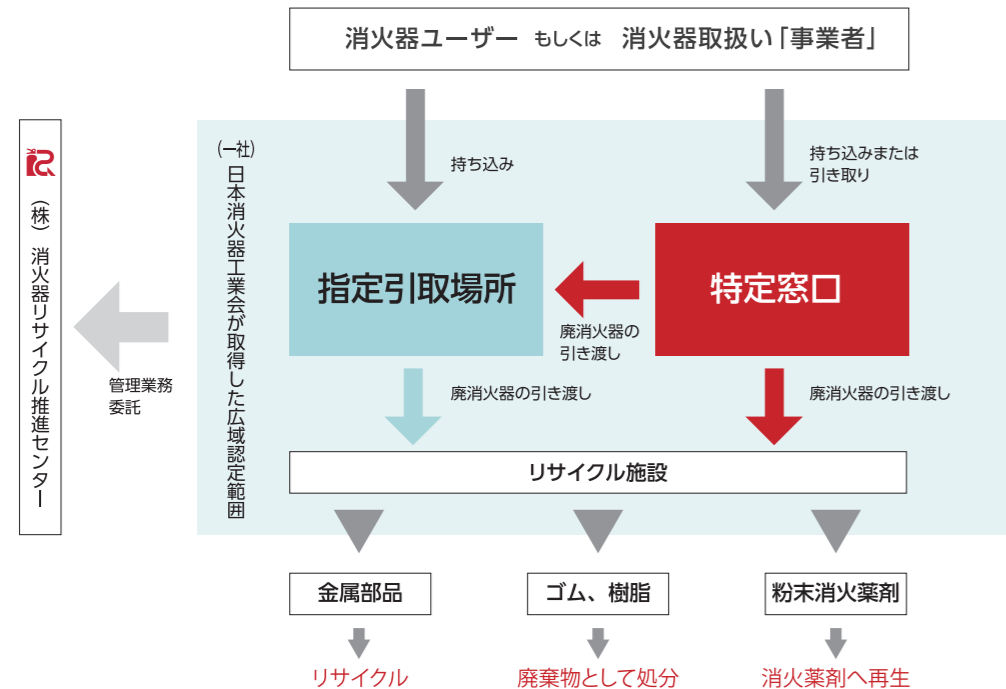 消火器ユーザー もしくは 消火器取扱い「事業者」
(一社)
日本消火器工業会が取得した広域認定範囲
持ち込み
持ち込みまたは
引き取り
(株) 消火器リサイクル推進センター
指定引取場所
特定窓口
廃消火器の
引き渡し
管理業務
委託
廃消火器の引き渡し
廃消火器の引き渡し
リサイクル施設
金属部品
ゴム、樹脂
粉末消火薬剤
リサイクル
廃棄物として処分
消火薬剤へ再生